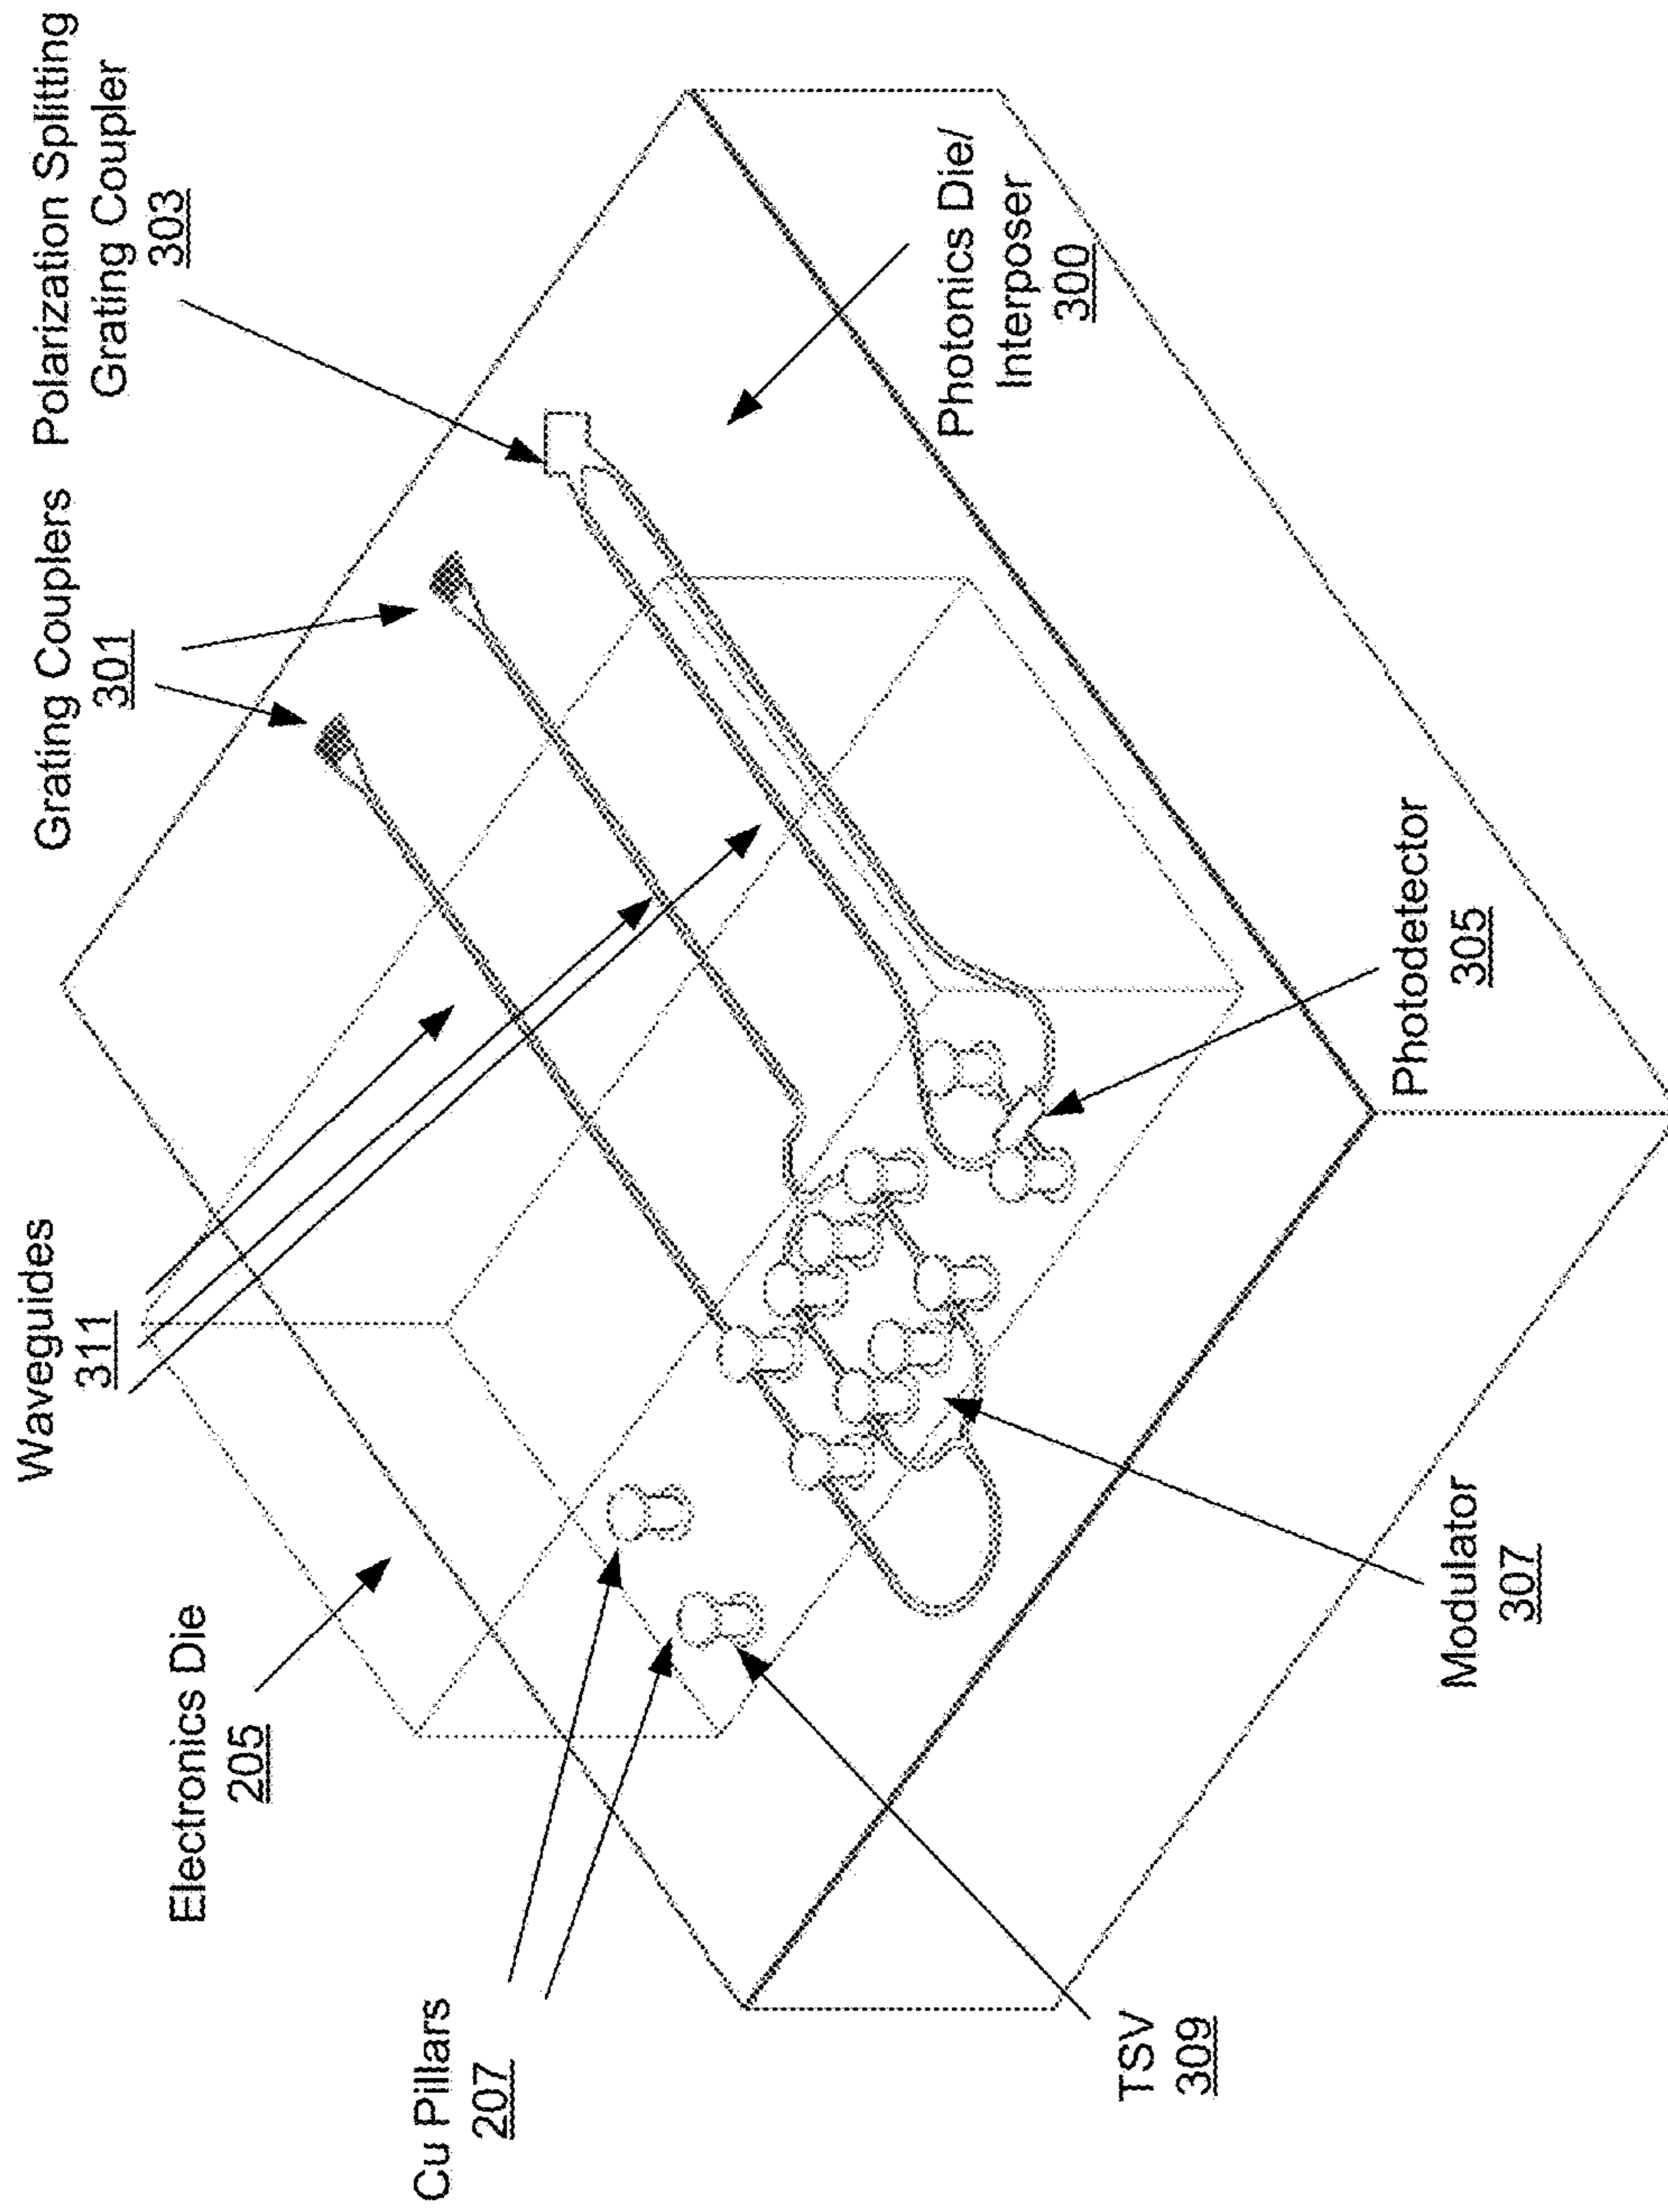 Cu Pillars
207
Electronics Die
205
Waveguides
311
Grating Couplers
301
Polarization Splitting
Grating Coupler
303
TSV
309
Modulator
307
Photodetector
305
Photonics Die/
Interposer
300